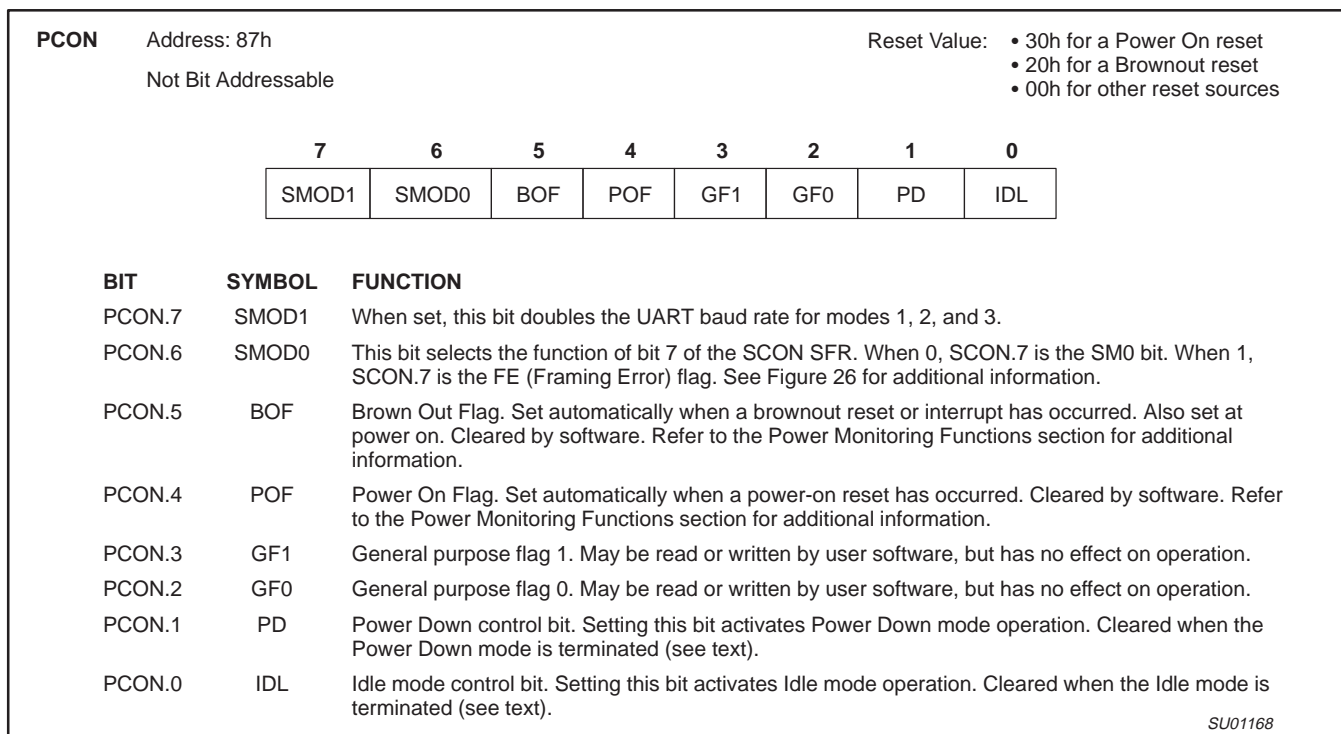 PCON Address: 87h Reset Value: • 30h for a Power On reset
Not Bit Addressable • 20h for a Brownout reset
• 00h for other reset sources
7 6 5 4 3 2 1 0
SMOD1 SMOD0 BOF POF GF1 GF0 PD IDL
BIT SYMBOL FUNCTION
PCON.7 SMOD1 When set, this bit doubles the UART baud rate for modes 1, 2, and 3.
PCON.6 SMOD0 This bit selects the function of bit 7 of the SCON SFR. When 0, SCON.7 is the SM0 bit. When 1,
SCON.7 is the FE (Framing Error) flag. See Figure 26 for additional information.
PCON.5 BOF Brown Out Flag. Set automatically when a brownout reset or interrupt has occurred. Also set at
power on. Cleared by software. Refer to the Power Monitoring Functions section for additional
information.
PCON.4 POF Power On Flag. Set automatically when a power-on reset has occurred. Cleared by software. Refer
to the Power Monitoring Functions section for additional information.
PCON.3 GF1 General purpose flag 1. May be read or written by user software, but has no effect on operation.
PCON.2 GF0 General purpose flag 0. May be read or written by user software, but has no effect on operation.
PCON.1 PD Power Down control bit. Setting this bit activates Power Down mode operation. Cleared when the
Power Down mode is terminated (see text).
PCON.0 IDL Idle mode control bit. Setting this bit activates Idle mode operation. Cleared when the Idle mode is
terminated (see text).
SU01168